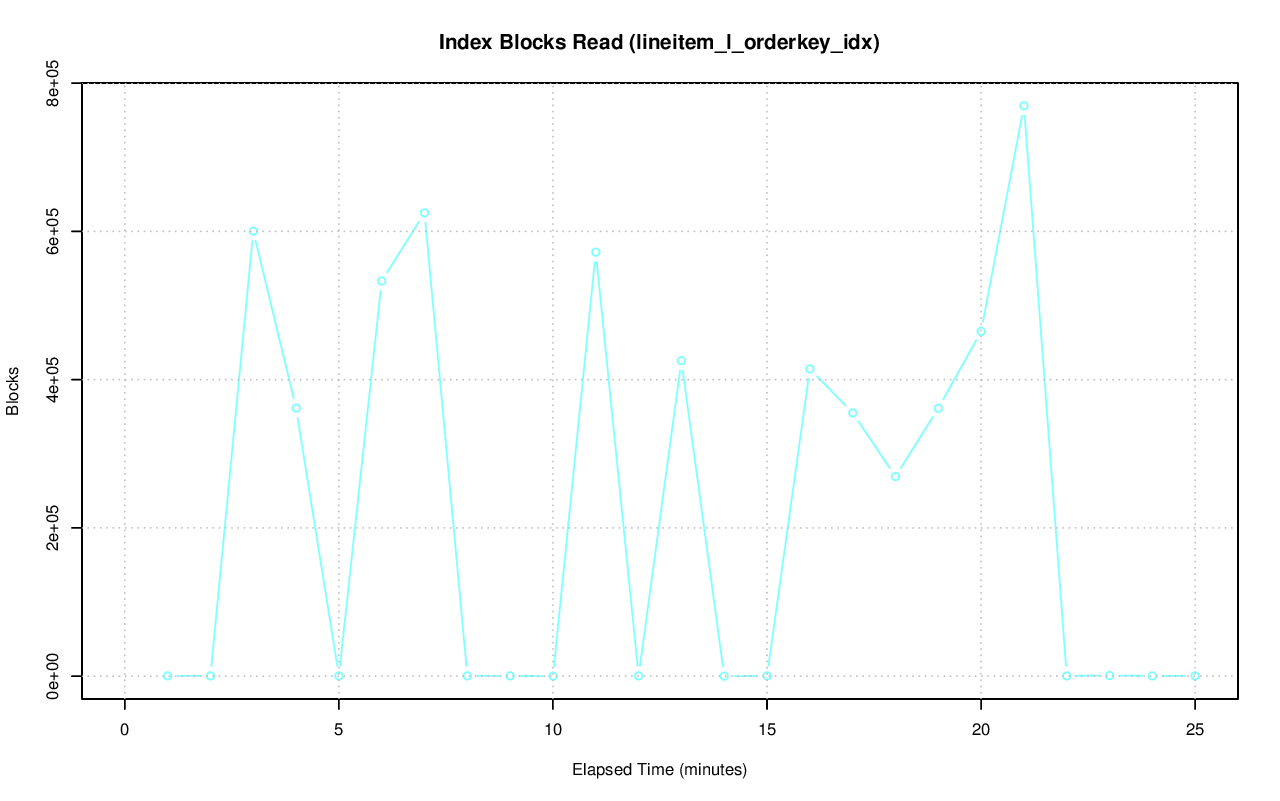 Index Blocks Read (lineitem_l_orderkey_idx)
8e+05
6e+05
4e+05
2e+05
0e+00
Blocks
0 5 10 15 20 25
Elapsed Time (minutes)